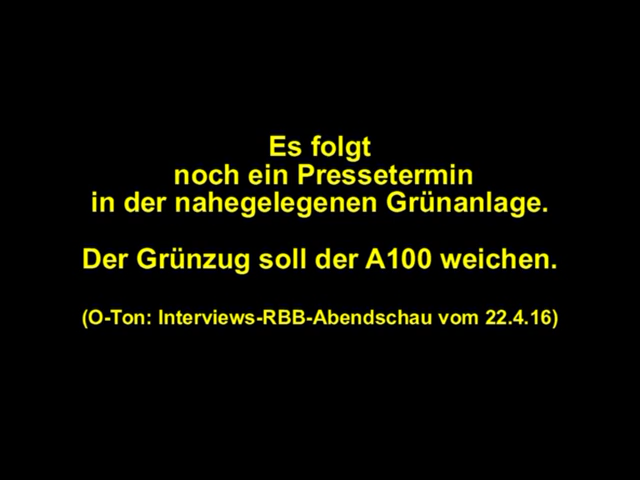 Es folgt
noch ein Pressetermin
in der nahegelegenen Grünanlage.
Der Grünzug soll der A100 weichen.
(O-Ton: Interviews-RBB-Abendschau vom 22.4.16)